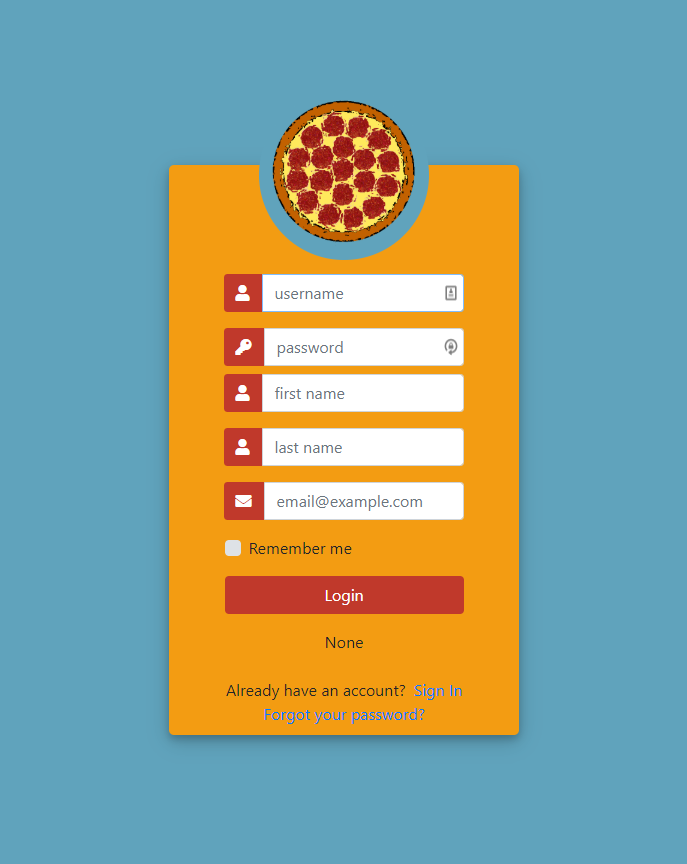 username
password
first name
last name
email@example.com
Remember me
Login
None
Already have an account? Sign In
Forgot your password?